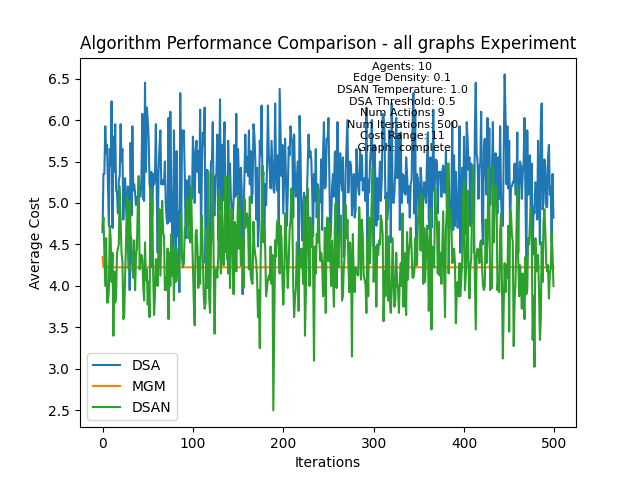 Algorithm Performance Comparison - all graphs Experiment
Agents: 10
Edge Density: 0.1
DSAN Temperature: 1.0
DSA Threshold: 0.5
Num Actions: 9
Num Iterations: 500
Cost Range: 11
Graph: complete
6.5
6.0
5.5
5.0
4.5
4.0
3.5
3.0
2.5
Average Cost
DSA
MGM
DSAN
0
100
200
300
400
500
Iterations